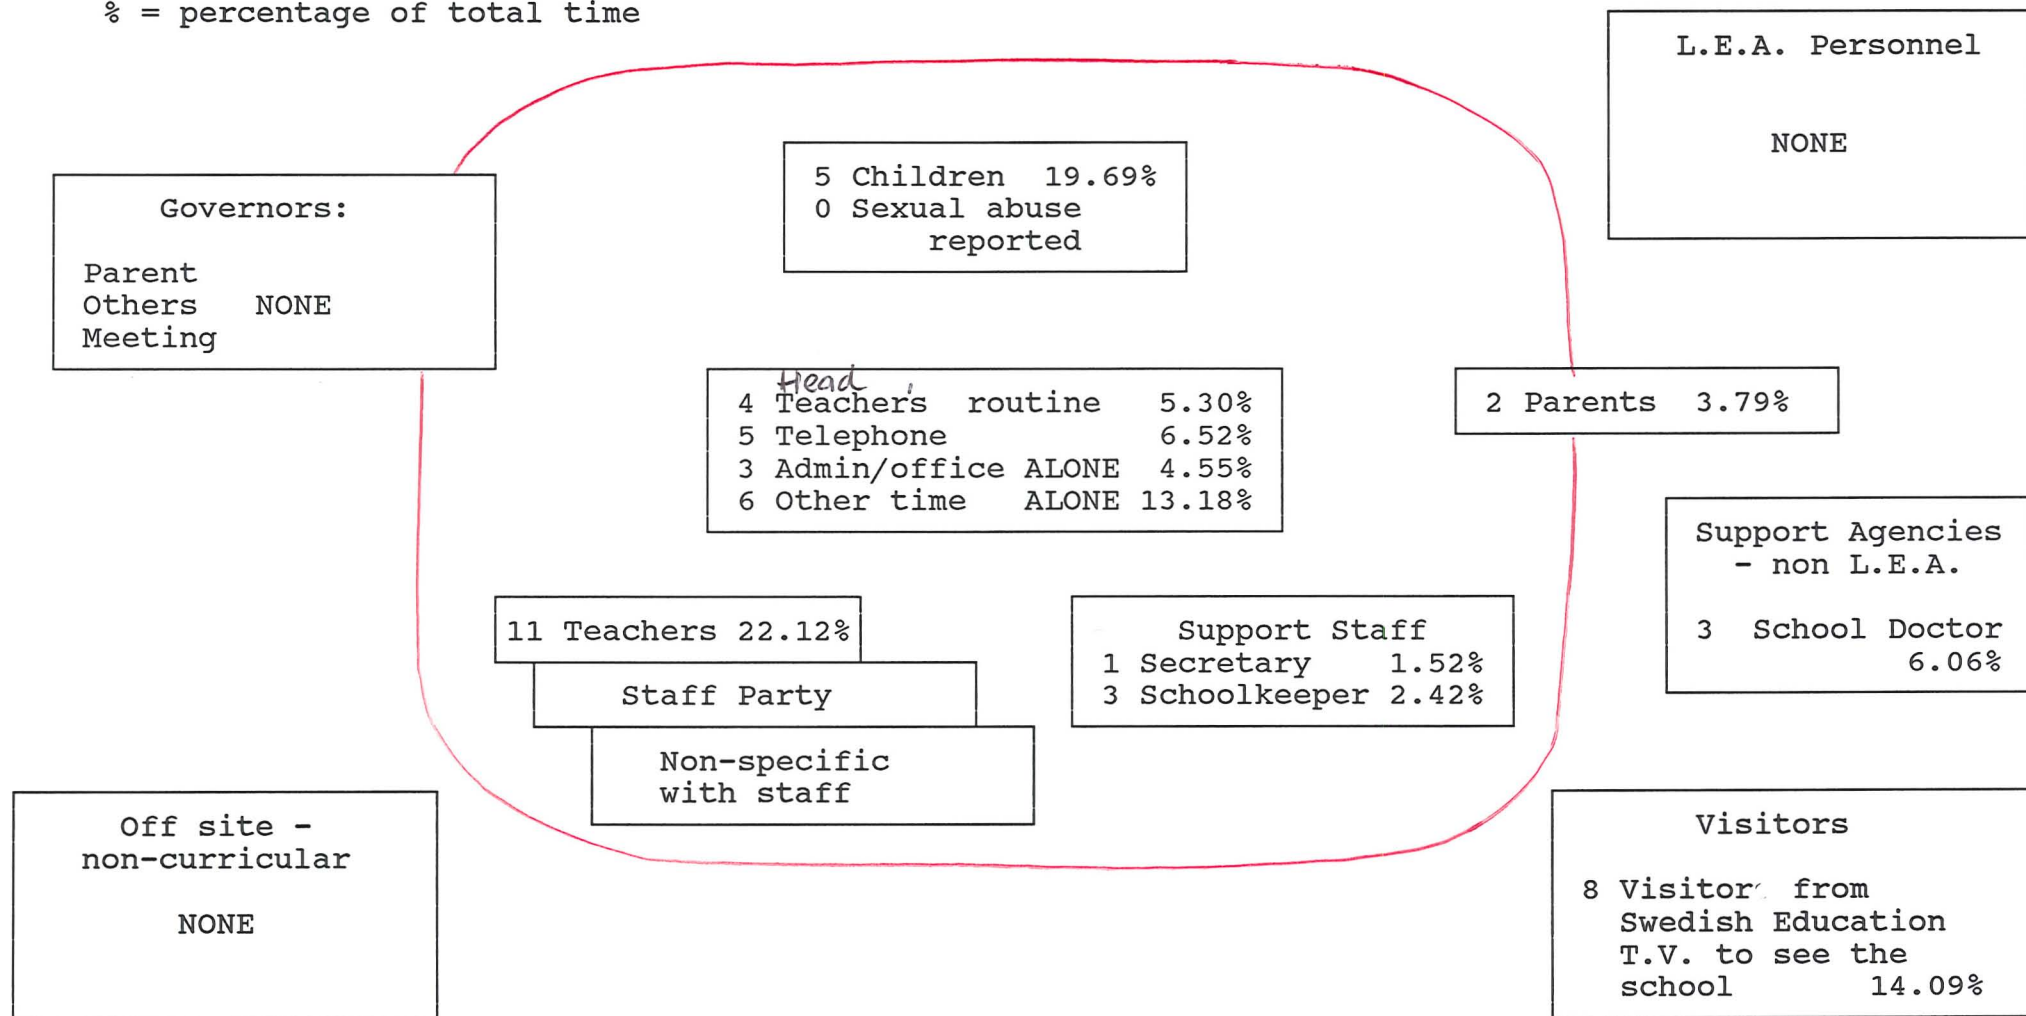 % = percentage of total time
L.E.A. Personnel
NONE
5 Children 19.69%
0 Sexual abuse
reported
Governors:
Parent
Others NONE
Meeting
Head
4 Teacher's routine 5.30%
5 Telephone 6.52%
3 Admin/office ALONE 4.55%
6 Other time ALONE 13.18%
2 Parents 3.79%
Support Agencies
- non L.E.A.
3 School Doctor
6.06%
11 Teachers 22.12%
Staff Party
Non-specific
with staff
Support Staff
1 Secretary 1.52%
3 Schoolkeeper 2.42%
Off site -
non-curricular
NONE
Visitors
8 Visitor from
Swedish Education
T.V. to see the
school 14.09%